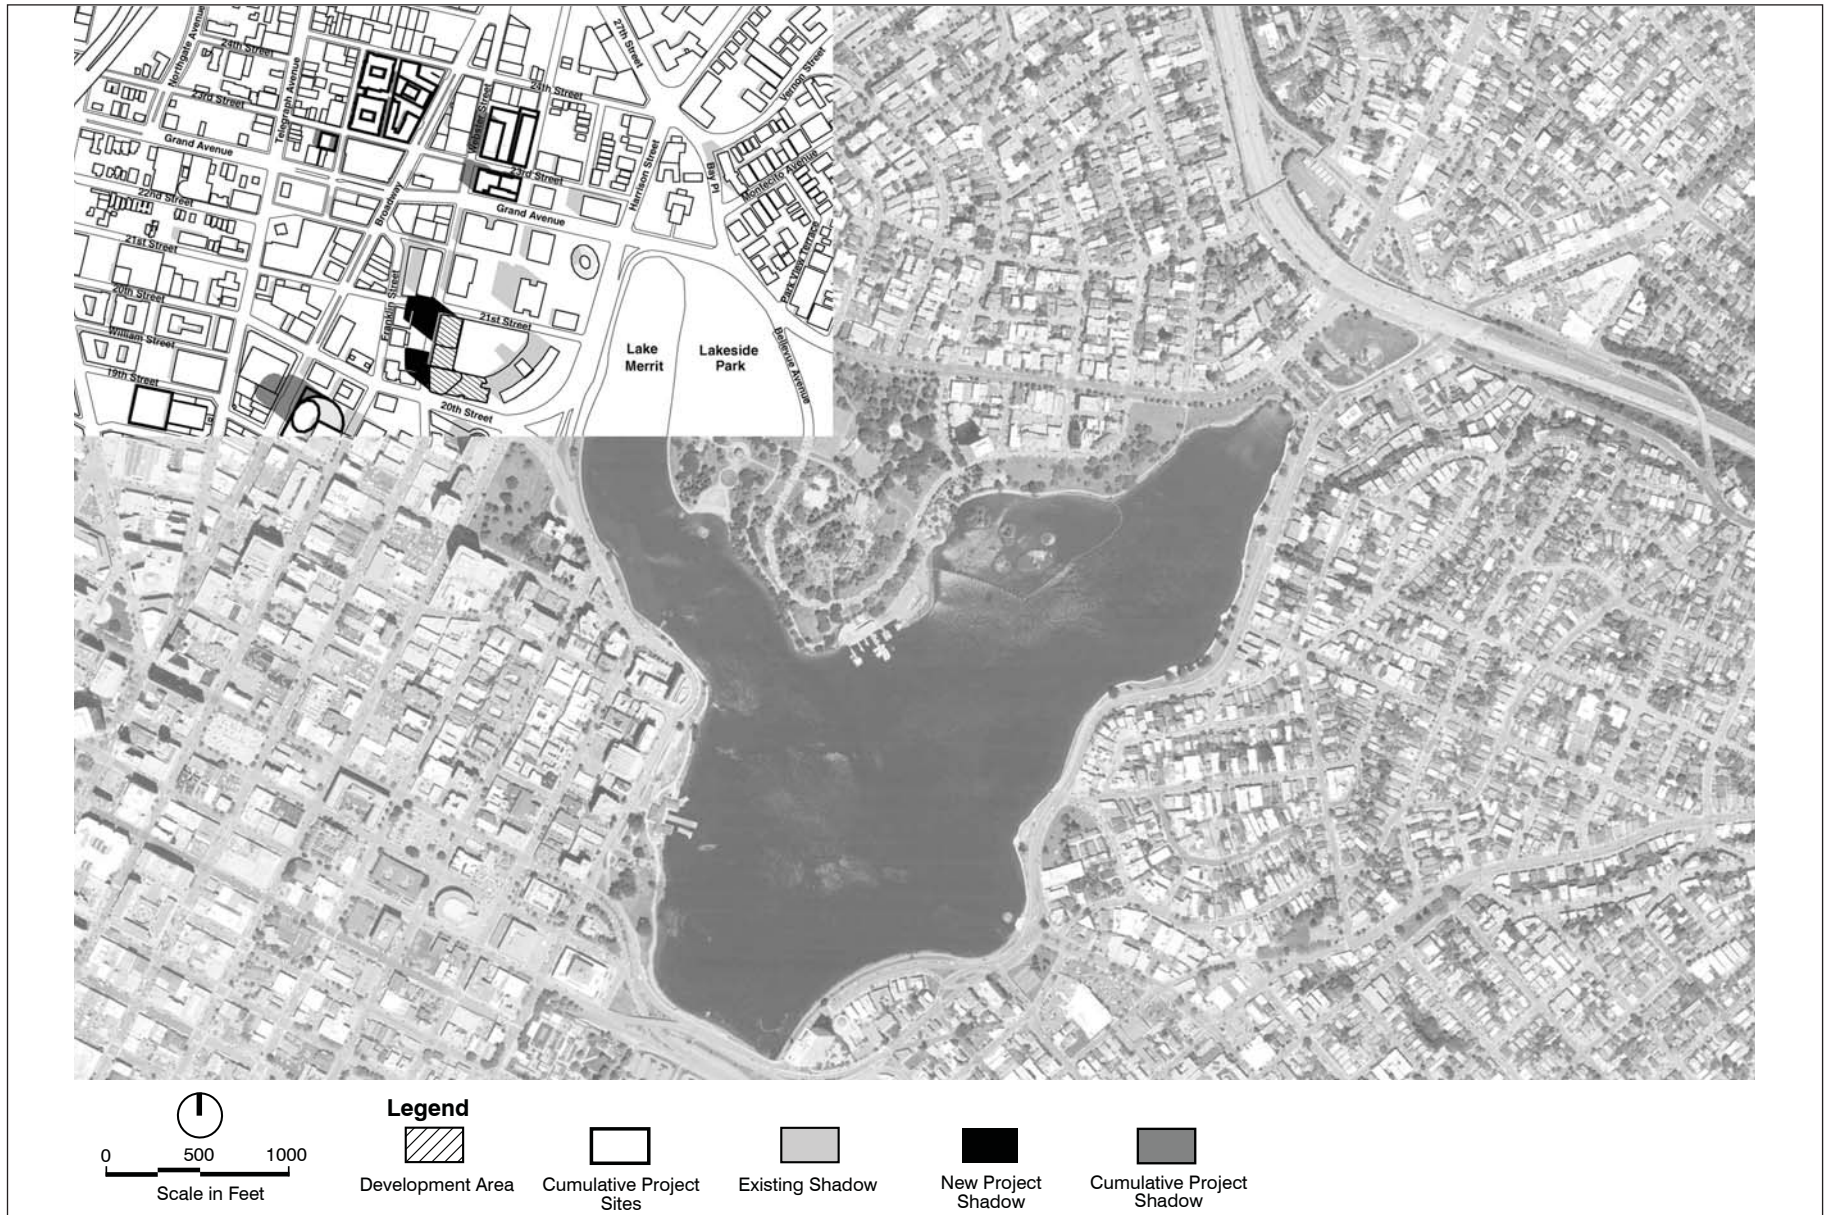 27th Street
Northgate Avenue
24th Street
Telegraph Avenue
Vernon Street
24th Street
23rd Street
Webster Street
Grand Avenue
Harrison Street
Bay Pl
Montecito Avenue
23rd Street
22nd Street
Broadway
Grand Avenue
21st Street
Park View Terrace
20th Street
Franklin Street
21st Street
William Street
Lake
Merrit
Lakeside
Park
Bellevue Avenue
19th Street
20th Street
Legend
0 500 1000
Scale in Feet
Development Area
Cumulative Project
Sites
Existing Shadow
New Project
Shadow
Cumulative Project
Shadow